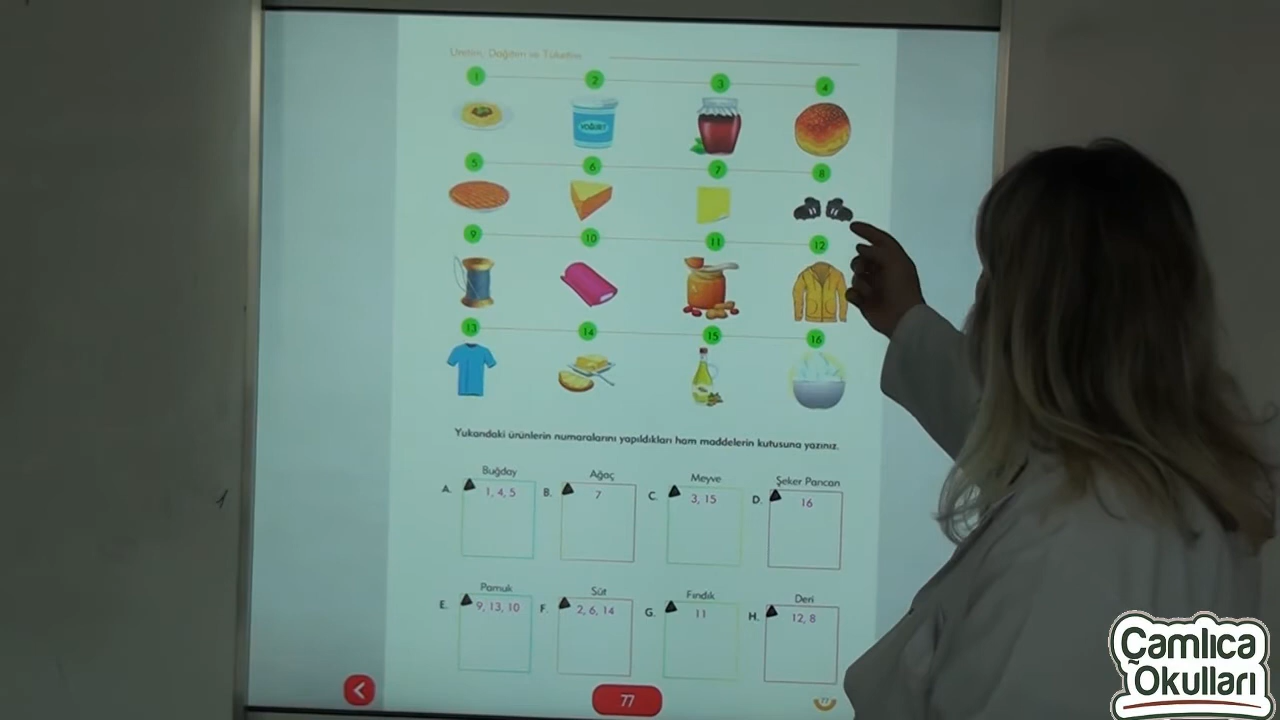 Üretim, Dağıtım ve Tüketim
1 2 3 4
YOĞURT
5 6 7 8
9 10 11 12
13 14 15 16
Yukarıdaki ürünlerin numaralarını yapıldıkları ham maddelerin kutusuna yazınız.
Buğday Ağaç Meyve Şeker Pancarı
A. 1, 4, 5 B. 7 C. 3, 15 D. 16
Pamuk Süt Fındık Deri
E. 9, 13, 10 F. 2, 6, 14 G. 11 H. 12, 8
77
77
Çamlıca
Okulları